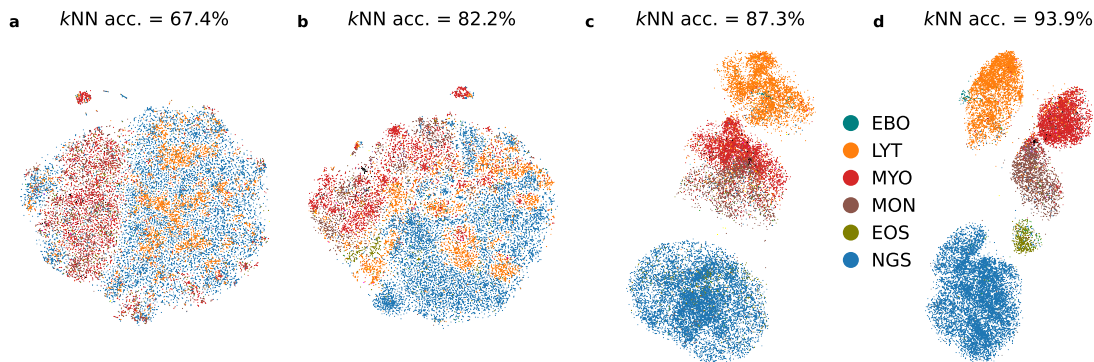 a kNN acc. = 67.4%
b kNN acc. = 82.2%
c kNN acc. = 87.3%
d kNN acc. = 93.9%
EBO
LYT
MYO
MON
EOS
NGS